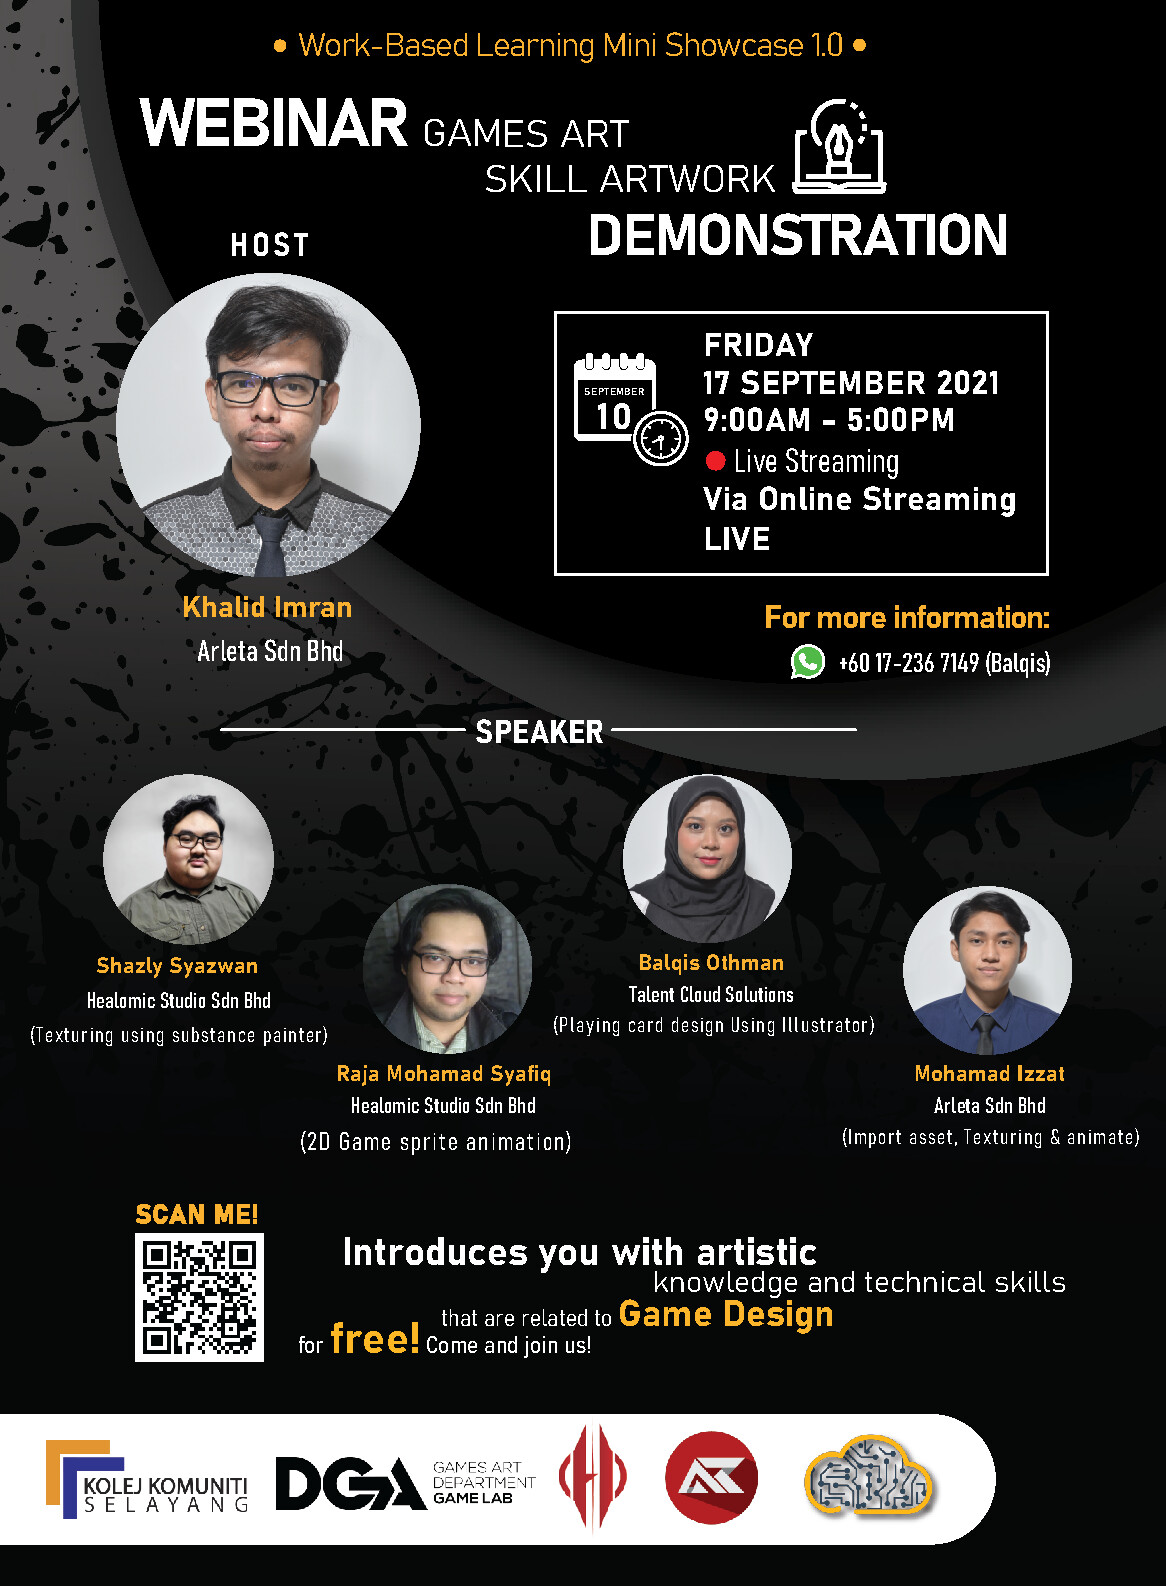 • Work-Based Learning Mini Showcase 1.0 •
WEBINAR GAMES ART
SKILL ARTWORK
DEMONSTRATION
HOST
Khalid Imran
Arleta Sdn Bhd
SEPTEMBER
10
FRIDAY
17 SEPTEMBER 2021
9:00AM - 5:00PM
Live Streaming
Via Online Streaming
LIVE
For more information:
+60 17-236 7149 (Balqis)
SPEAKER
Shazly Syazwan
Healomic Studio Sdn Bhd
(Texturing using substance painter)
Raja Mohamad Syafiq
Healomic Studio Sdn Bhd
(2D Game sprite animation)
Balqis Othman
Talent Cloud Solutions
(Playing card design Using Illustrator)
Mohamad Izzat
Arleta Sdn Bhd
(Import asset, Texturing & animate)
SCAN ME!
Introduces you with artistic
knowledge and technical skills
that are related to Game Design
for free! Come and join us!
KOLEJ KOMUNITI
SELAYANG
DGA
GAMES ART
DEPARTMENT
GAME LAB